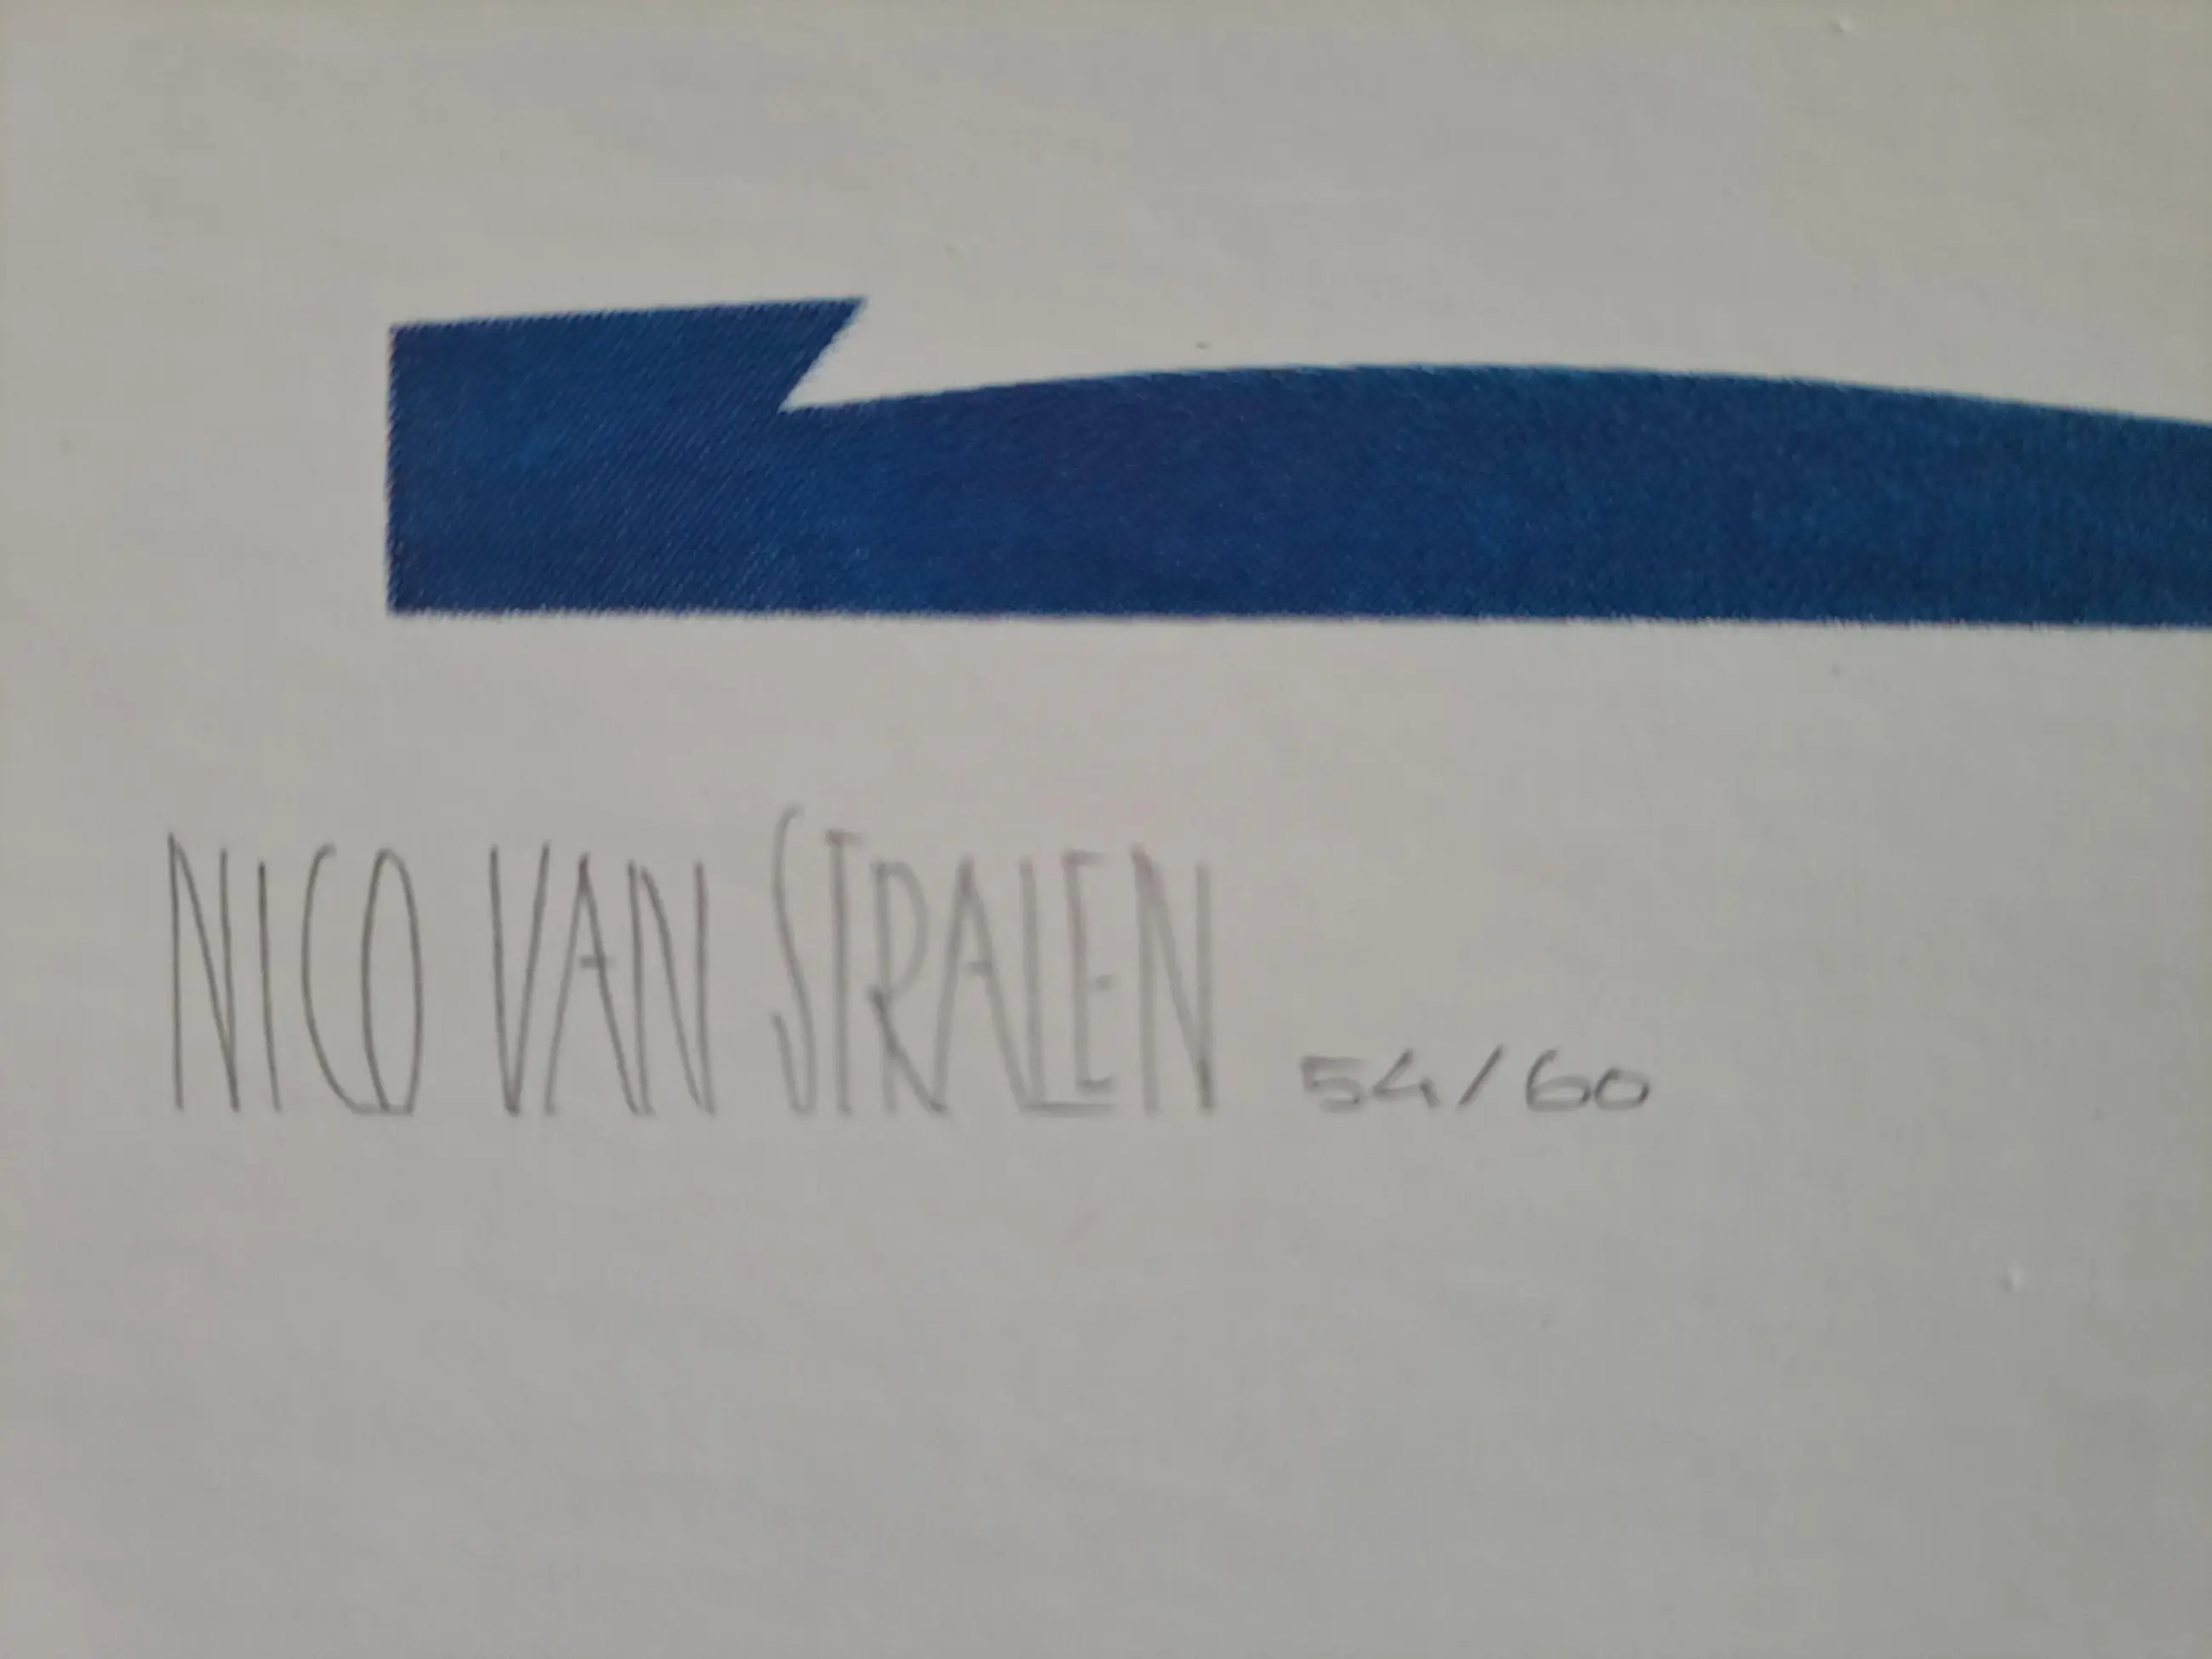 NICO VAN STRALEN 54/60